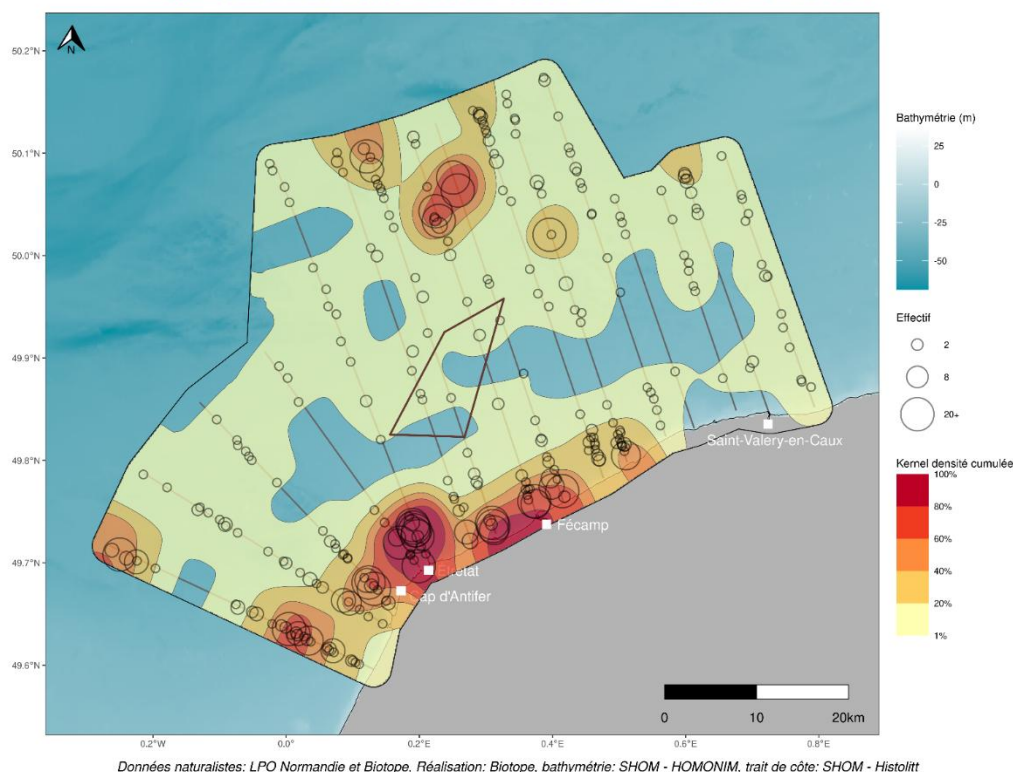 N
50.2°N
50.1°N
50.0°N
49.9°N
49.8°N
49.7°N
49.6°N
0.2°W
0.0°
0.2°E
0.4°E
0.6°E
0.8°E
Saint-Valery-en-Caux
Fécamp
Etretat
Cap d'Antifer
0
10
20km
Bathymétrie (m)
25
0
-25
-50
Effectif
2
8
20+
Kernel densité cumulée
100%
80%
60%
40%
20%
1%
Données naturalistes: LPO Normandie et Biotope, Réalisation: Biotope, bathymétrie: SHOM - HOMONIM, trait de côte: SHOM - Histolitt